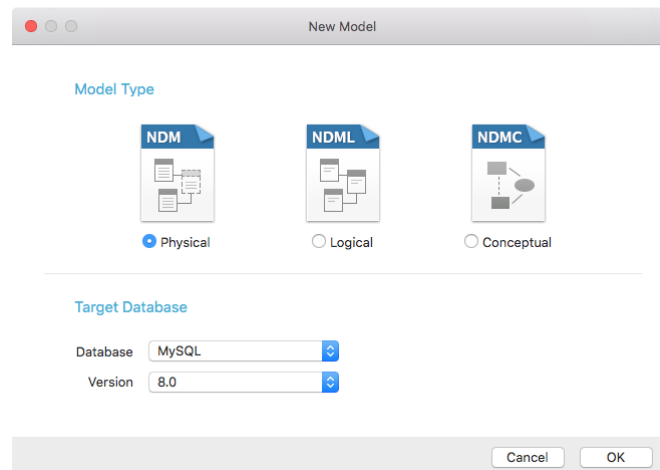 New Model
Model Type
NDM NDML NDMC
Physical Logical Conceptual
Target Database
Database MySQL
Version 8.0
Cancel OK